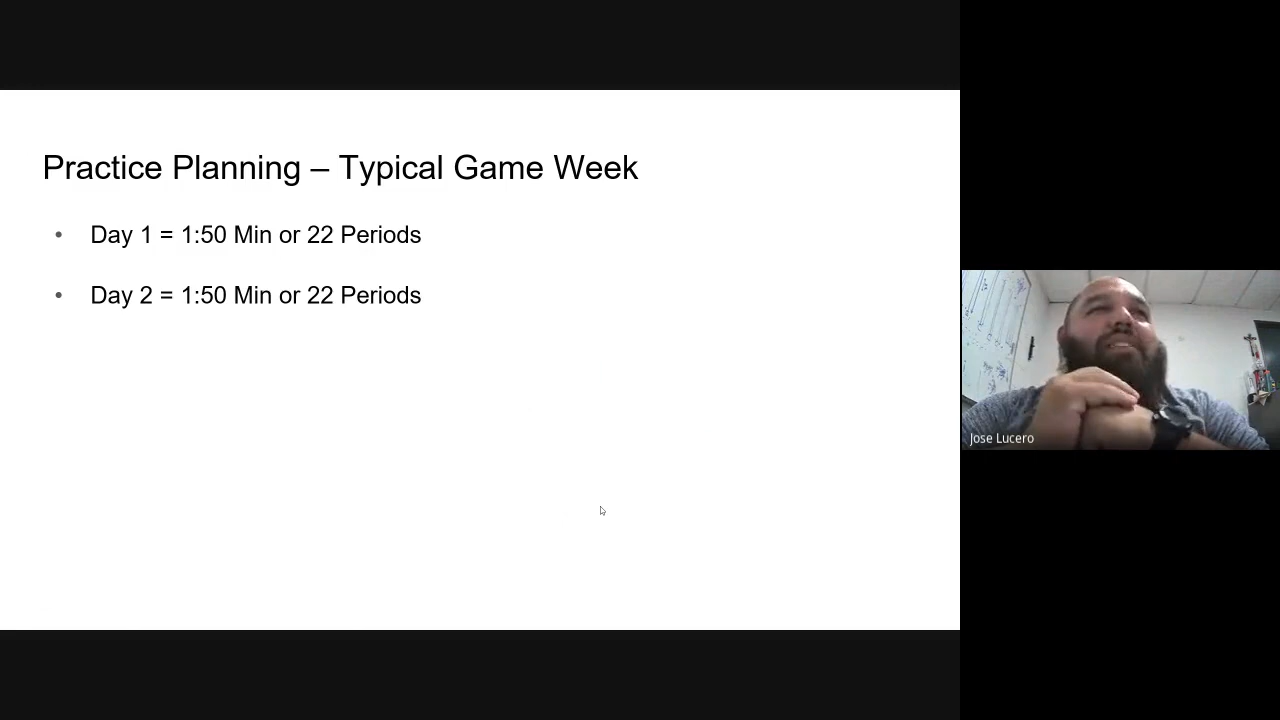 Practice Planning – Typical Game Week
• Day 1 = 1:50 Min or 22 Periods
• Day 2 = 1:50 Min or 22 Periods
Jose Lucero